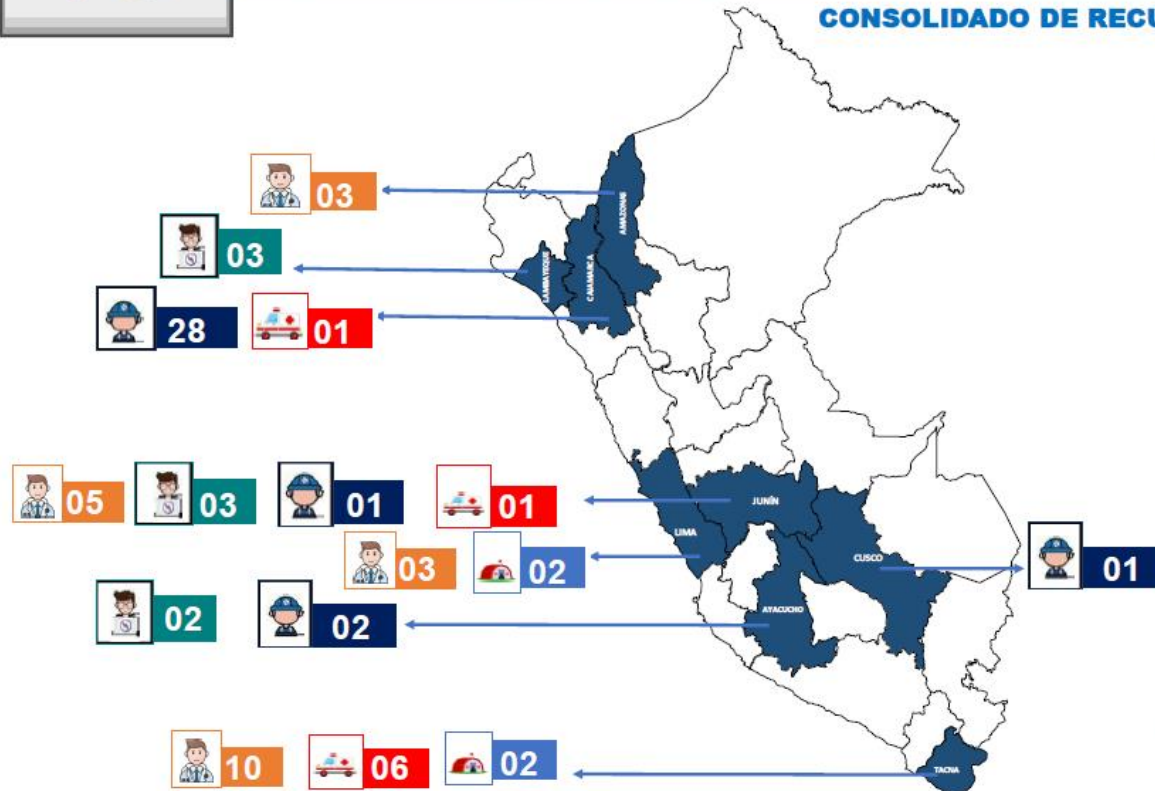 CONSOLIDADO DE RECU
03
AMAZONAS
03
LAMBAYEQUE
CAJAMARCA
28 01
05 03 01 01
JUNÍN
LIMA
03 02
CUSCO
01
02 02
AYACUCHO
10 06 02
TACNA